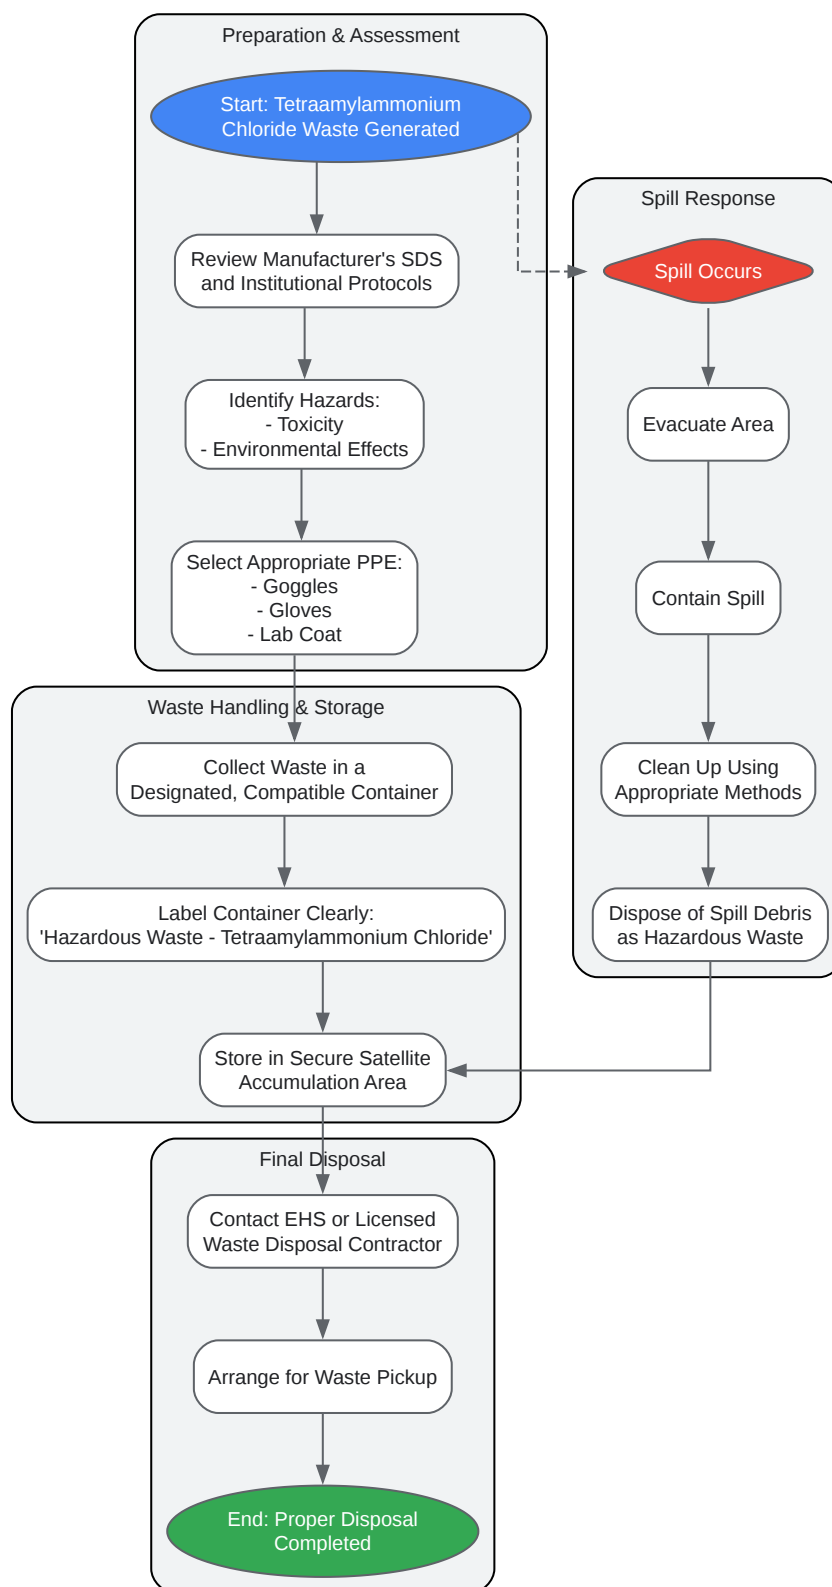 Preparation & Assessment
Start: Tetraamylammonium
Chloride Waste Generated
Review Manufacturer's SDS
and Institutional Protocols
Identify Hazards:
- Toxicity
- Environmental Effects
Select Appropriate PPE:
- Goggles
- Gloves
- Lab Coat
Waste Handling & Storage
Collect Waste in a
Designated, Compatible Container
Label Container Clearly:
'Hazardous Waste - Tetraamylammonium Chloride'
Store in Secure Satellite
Accumulation Area
Final Disposal
Contact EHS or Licensed
Waste Disposal Contractor
Arrange for Waste Pickup
End: Proper Disposal
Completed
Spill Response
Spill Occurs
Evacuate Area
Contain Spill
Clean Up Using
Appropriate Methods
Dispose of Spill Debris
as Hazardous Waste